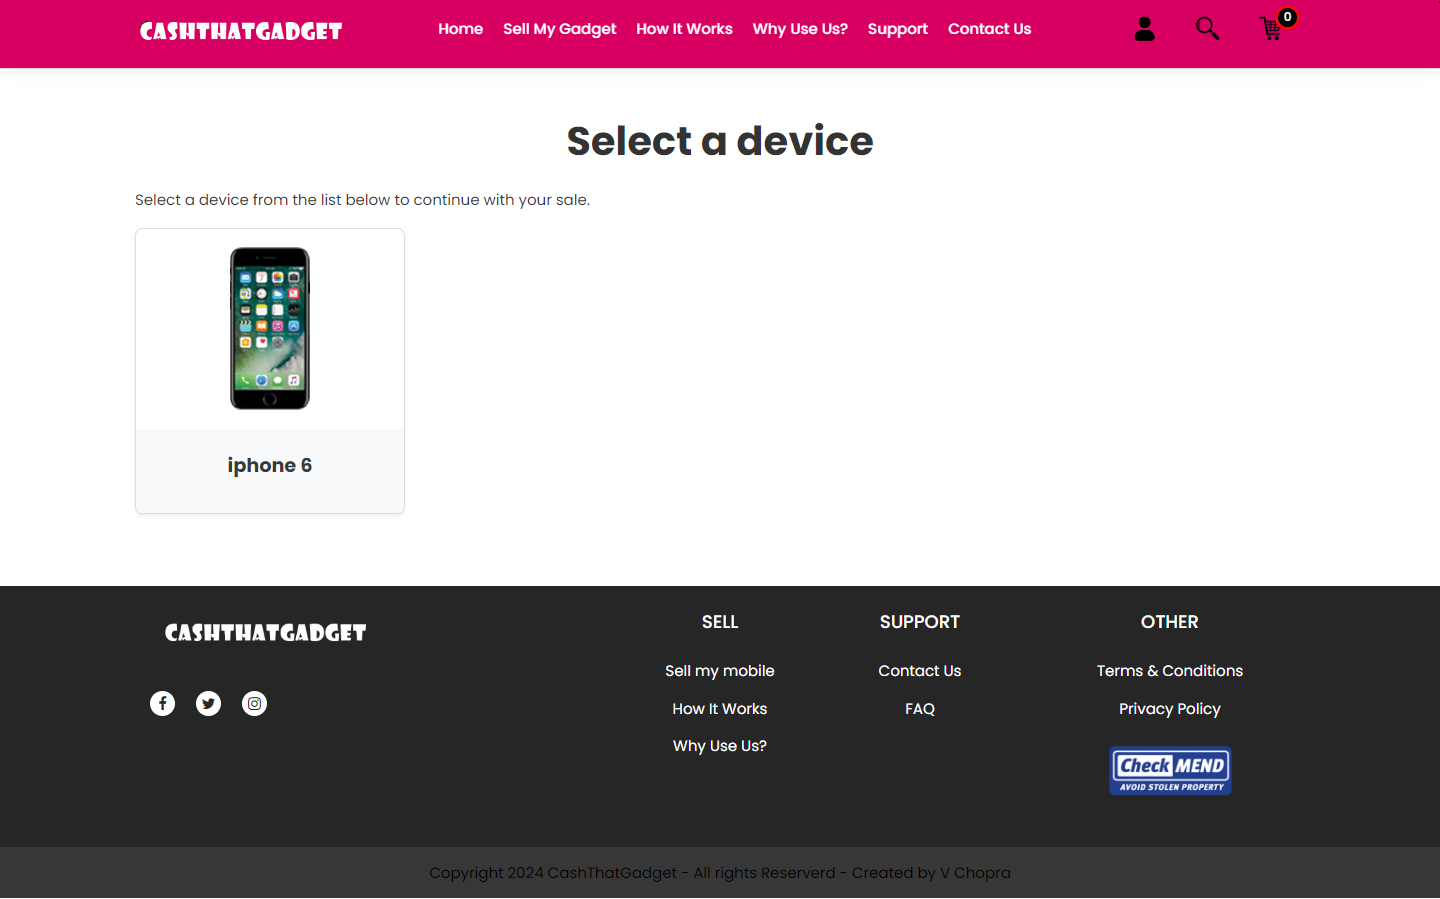 CASHTHATGADGET
Home Sell My Gadget How It Works Why Use Us? Support Contact Us
0
Select a device
Select a device from the list below to continue with your sale.
iphone 6
CASHTHATGADGET
SELL
Sell my mobile
How It Works
Why Use Us?
SUPPORT
Contact Us
FAQ
OTHER
Terms & Conditions
Privacy Policy
Check MEND
AVOID STOLEN PROPERTY
Copyright 2024 CashThatGadget - All rights Reserverd - Created by V Chopra